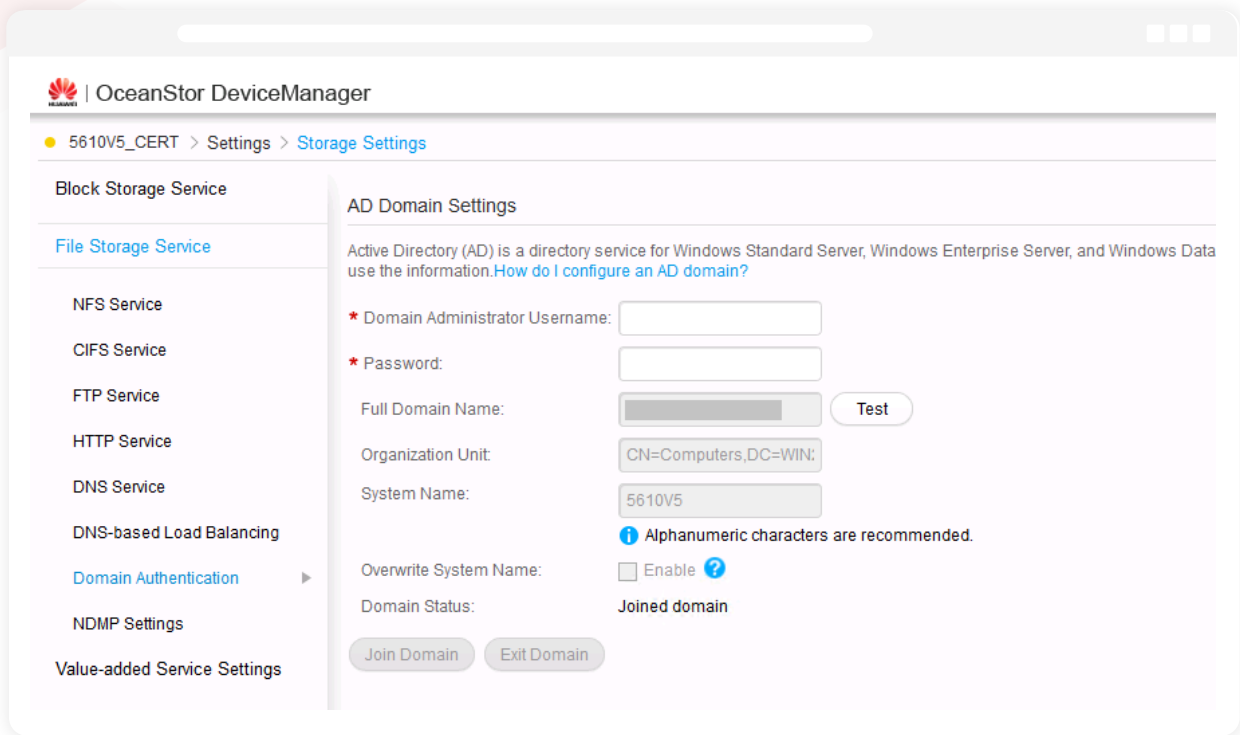 HUAWEI | OceanStor DeviceManager
5610V5_CERT > Settings > Storage Settings
Block Storage Service
File Storage Service
NFS Service
CIFS Service
FTP Service
HTTP Service
DNS Service
DNS-based Load Balancing
Domain Authentication
NDMP Settings
Value-added Service Settings
AD Domain Settings
Active Directory (AD) is a directory service for Windows Standard Server, Windows Enterprise Server, and Windows Data
use the information.How do I configure an AD domain?
* Domain Administrator Username:
* Password:
Full Domain Name: Test
Organization Unit: CN=Computers,DC=WIN
System Name: 5610V5
Alphanumeric characters are recommended.
Overwrite System Name: Enable
Domain Status: Joined domain
Join Domain Exit Domain